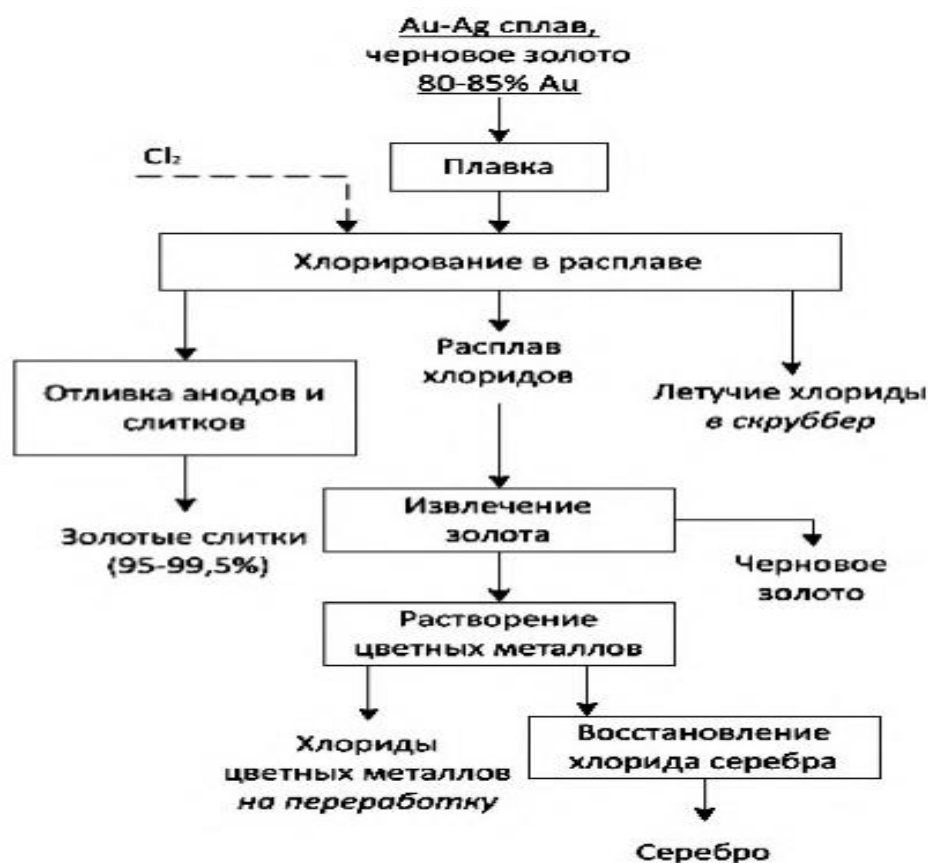 Au-Ag сплав,
черновое золото
80-85% Au
Cl₂
Плавка
Хлорирование в расплаве
Отливка анодов и
слитков
Расплав
хлоридов
Летучие хлориды
в скруббер
Золотые слитки
(95-99,5%)
Извлечение
золота
Черновое
золото
Растворение
цветных металлов
Хлориды
цветных металлов
на переработку
Восстановление
хлорида серебра
Серебро